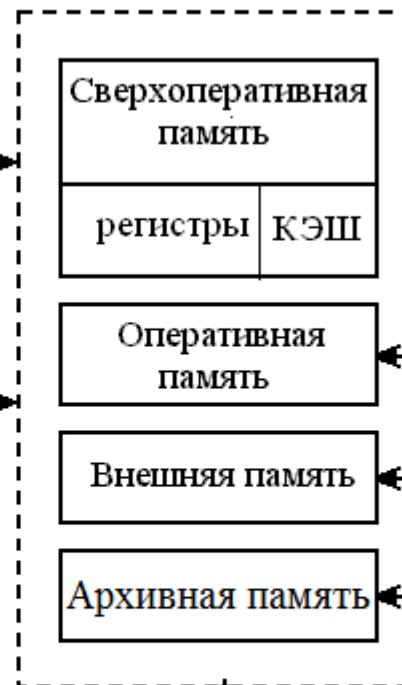 Сверхоперативная
память
регистры КЭШ
Оперативная
память
Внешняя память
Архивная память